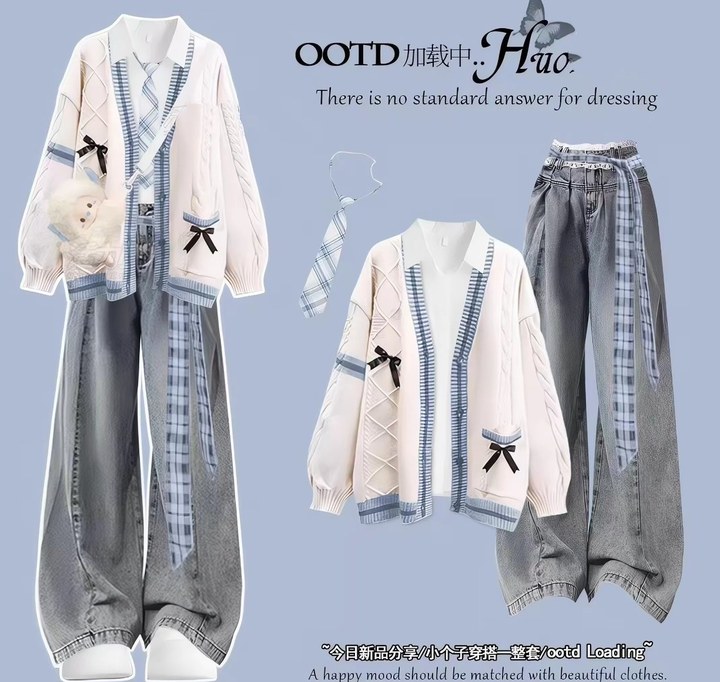 OOTD加载中..Huo.
There is no standard answer for dressing
~今日新品分享/小个子穿搭一整套/ootd Loading~
A happy mood should be matched with beautiful clothes.